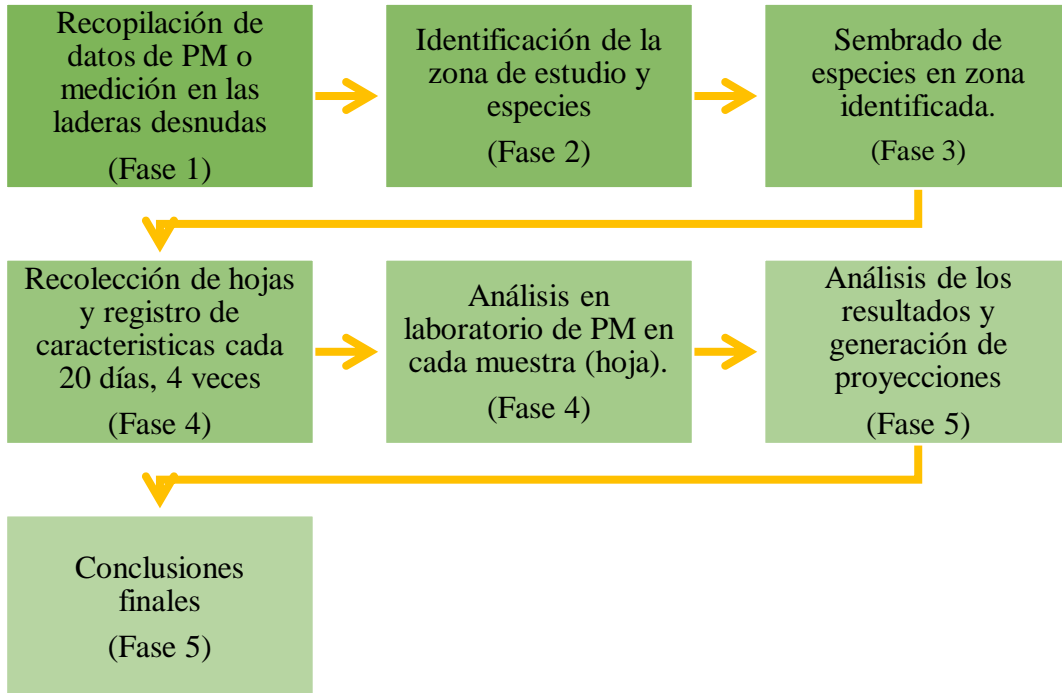 Recopilación de
datos de PM o
medición en las
laderas desnudas
(Fase 1)
Identificación de la
zona de estudio y
especies
(Fase 2)
Sembrado de
especies en zona
identificada.
(Fase 3)
Recolección de hojas
y registro de
caracteristicas cada
20 días, 4 veces
(Fase 4)
Análisis en
laboratorio de PM en
cada muestra (hoja).
(Fase 4)
Análisis de los
resultados y
generación de
proyecciones
(Fase 5)
Conclusiones
finales
(Fase 5)